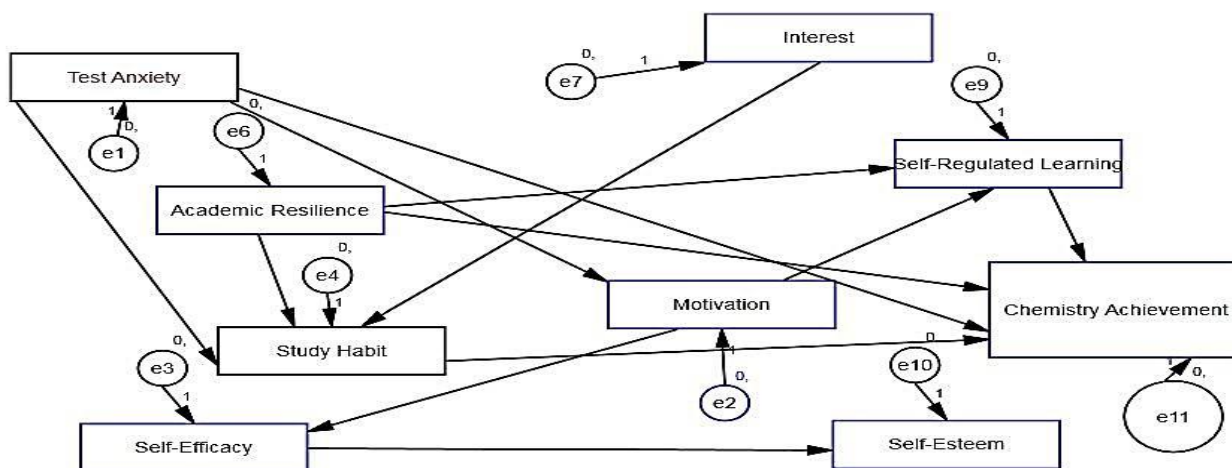 Interest
0,
1
e7
Test Anxiety
0,
e9
1
1
0,
e1
0,
e6
1
Self-Regulated Learning
Academic Resilience
0,
e4
1
Motivation
Chemistry Achievement
Study Habit
0,
e3
1
1
0,
e2
0
e10
1
1
0,
e11
Self-Efficacy
Self-Esteem